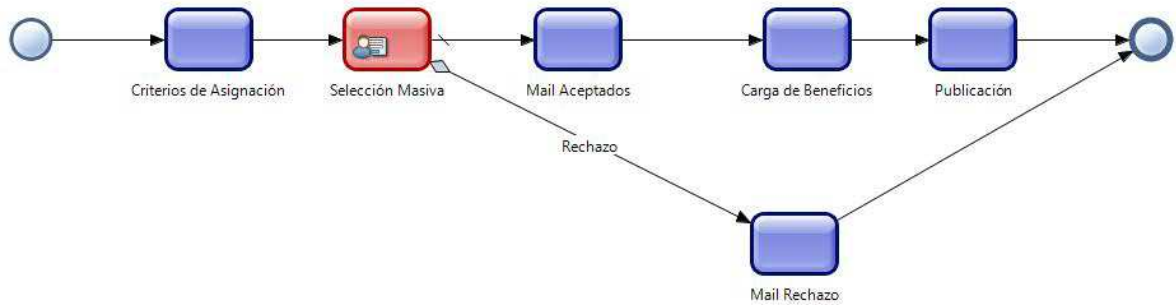 Criterios de Asignación
Selección Masiva
Mail Aceptados
Carga de Beneficios
Publicación
Rechazo
Mail Rechazo